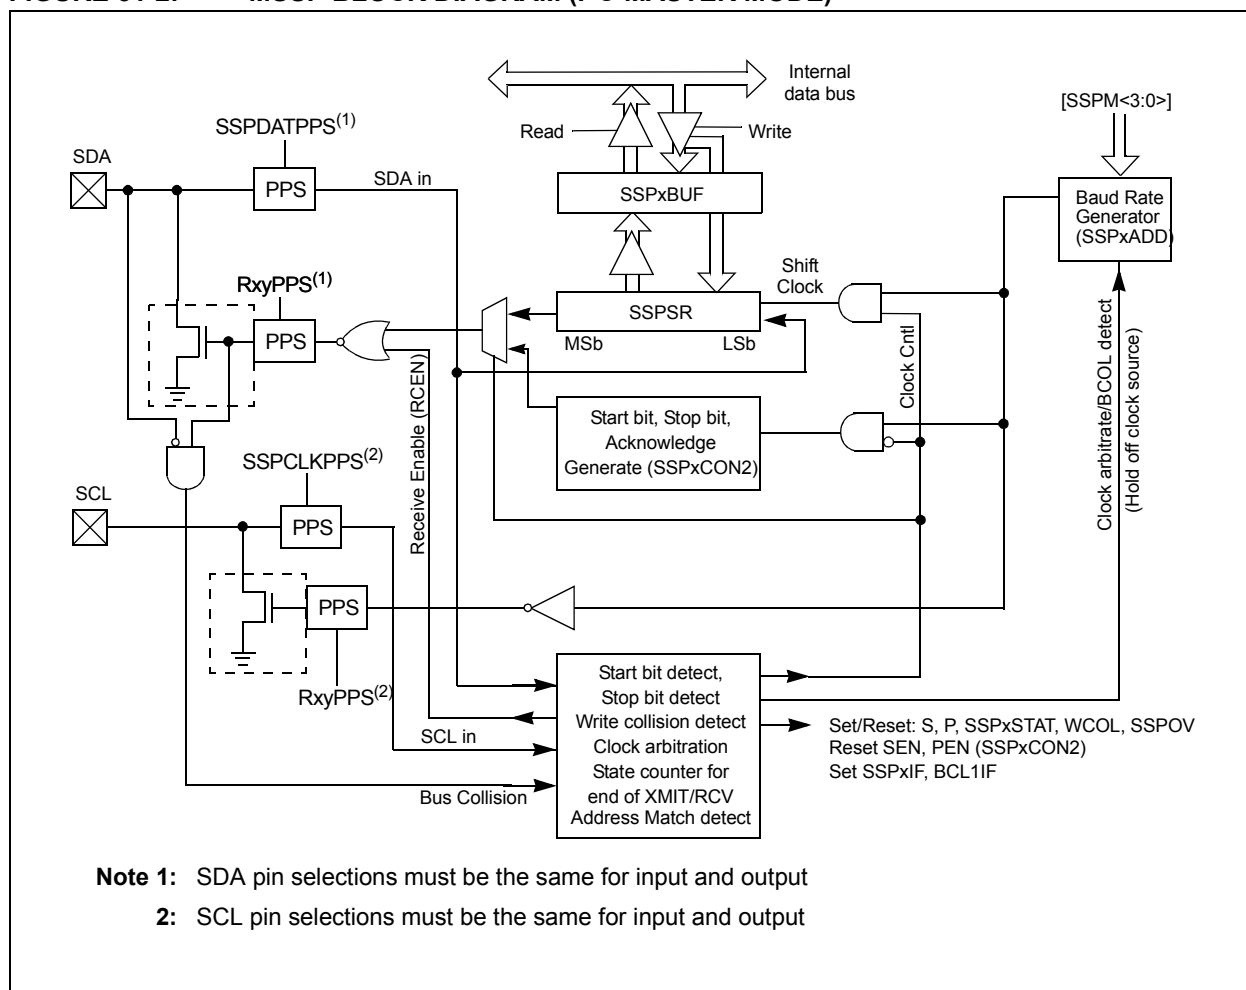 Internal
data bus
[SSPM<3:0>]
SSPDATPPS(1)
Read
Write
SDA
PPS
SDA in
SSPxBUF
Baud Rate
Generator
(SSPxADD)
Shift
Clock
RxyPPS(1)
SSPSR
PPS
MSb
LSb
Clock Cntl
Receive Enable (RCEN)
Clock arbitrate/BCOL detect
(Hold off clock source)
Start bit, Stop bit,
Acknowledge
Generate (SSPxCON2)
SSPCLKPPS(2)
SCL
PPS
PPS
RxyPPS(2)
SCL in
Bus Collision
Start bit detect,
Stop bit detect
Write collision detect
Clock arbitration
State counter for
end of XMIT/RCV
Address Match detect
Set/Reset: S, P, SSPxSTAT, WCOL, SSPOV
Reset SEN, PEN (SSPxCON2)
Set SSPxIF, BCL1IF
Note 1: SDA pin selections must be the same for input and output
2: SCL pin selections must be the same for input and output